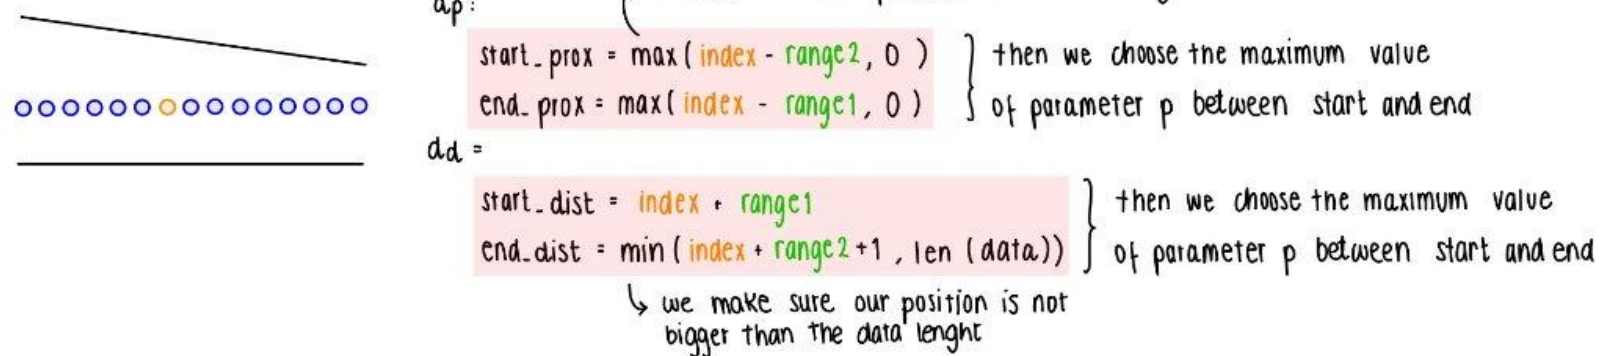 dp:
start_prox = max ( index - range2, 0 )
end_prox = max ( index - range1, 0 )
then we choose the maximum value
of parameter p between start and end
dd =
start_dist = index + range1
end_dist = min ( index + range2 +1 , len (data))
then we choose the maximum value
of parameter p between start and end
↳ we make sure our position is not
bigger than the data lenght